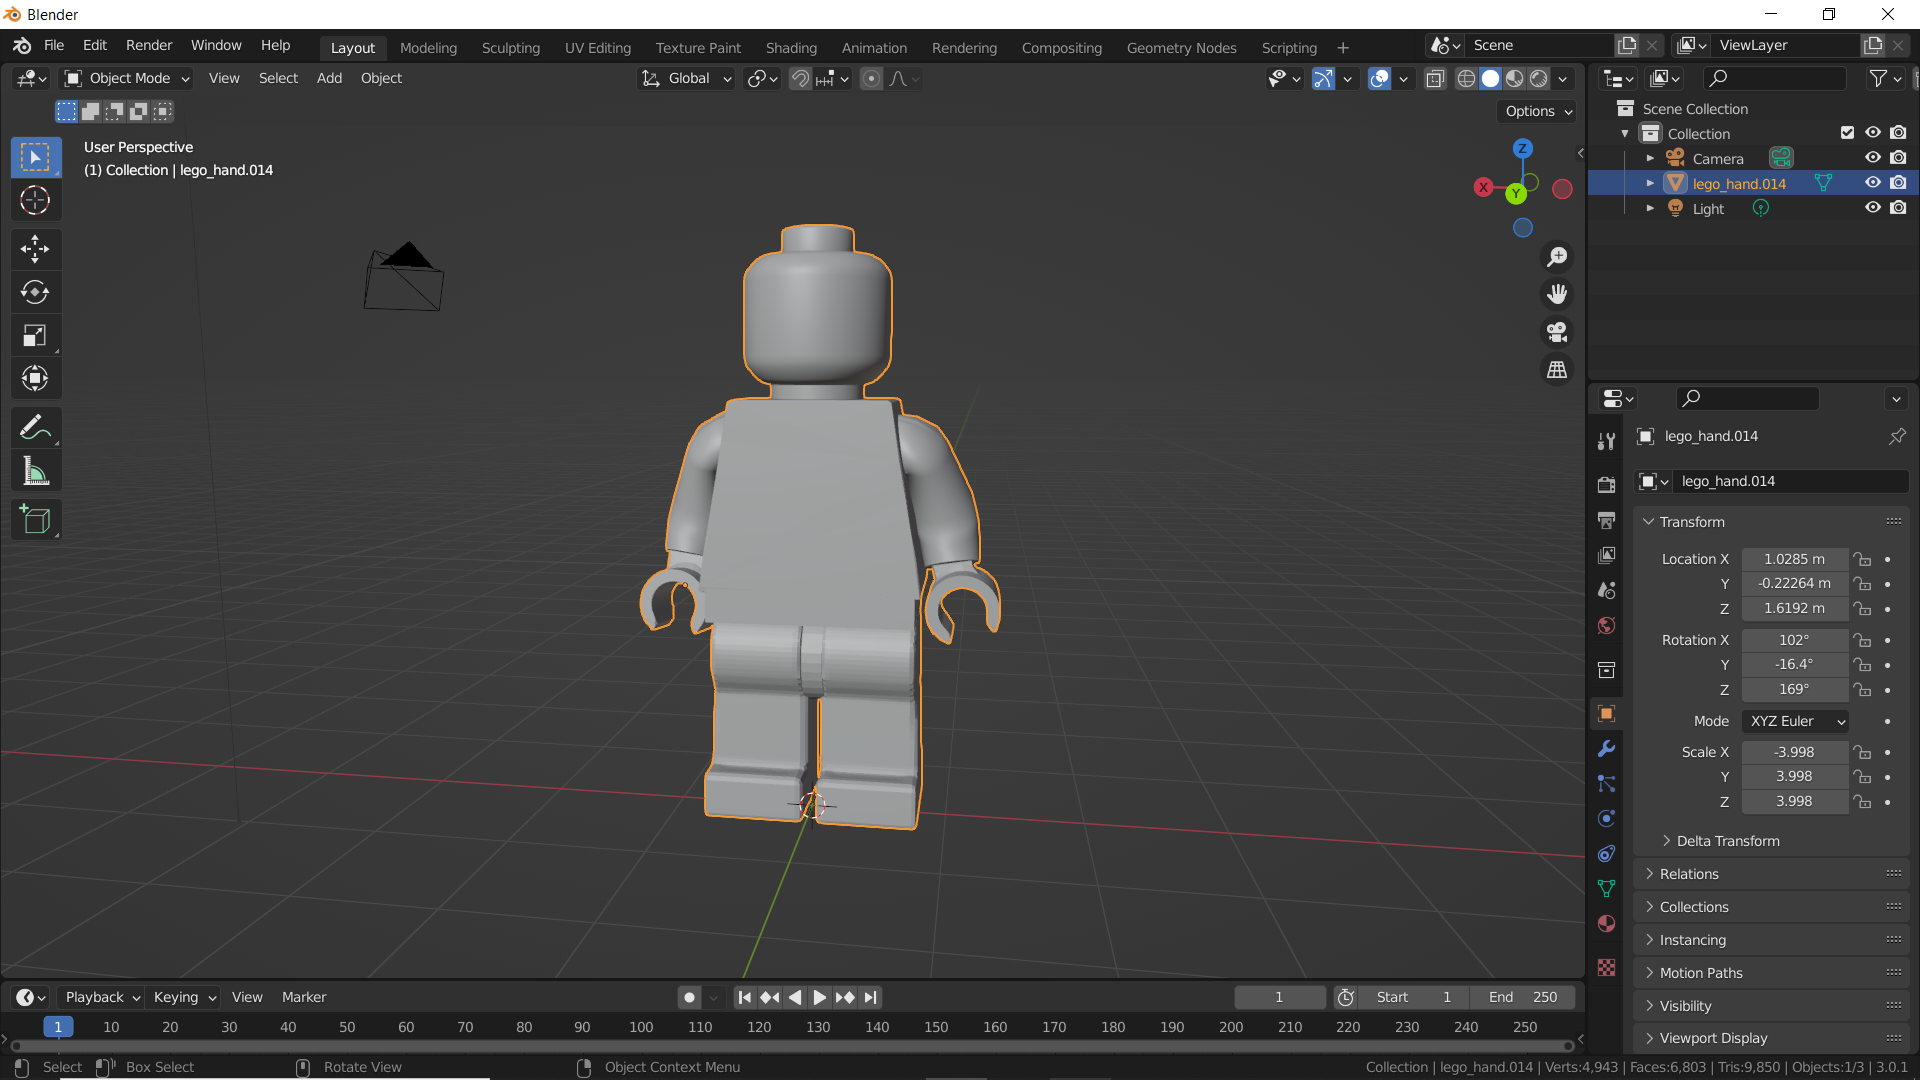 Blender
File Edit Render Window Help Layout Modeling Sculpting UV Editing Texture Paint Shading Animation Rendering Compositing Geometry Nodes Scripting + Scene ViewLayer
Object Mode View Select Add Object Global
Options
User Perspective
(1) Collection | lego_hand.014
Z
X
Y
Scene Collection
Collection
Camera
lego_hand.014
Light
lego_hand.014
lego_hand.014
Transform
Location X 1.0285 m
Y -0.22264 m
Z 1.6192 m
Rotation X 102°
Y -16.4°
Z 169°
Mode XYZ Euler
Scale X -3.998
Y 3.998
Z 3.998
Delta Transform
Relations
Collections
Instancing
Motion Paths
Visibility
Viewport Display
Playback Keying View Marker 1 Start 1 End 250
1 10 20 30 40 50 60 70 80 90 100 110 120 130 140 150 160 170 180 190 200 210 220 230 240 250
Select Box Select Rotate View Object Context Menu Collection | lego_hand.014 | Verts:4,943 | Faces:6,803 | Tris:9,850 | Objects:1/3 | 3.0.1